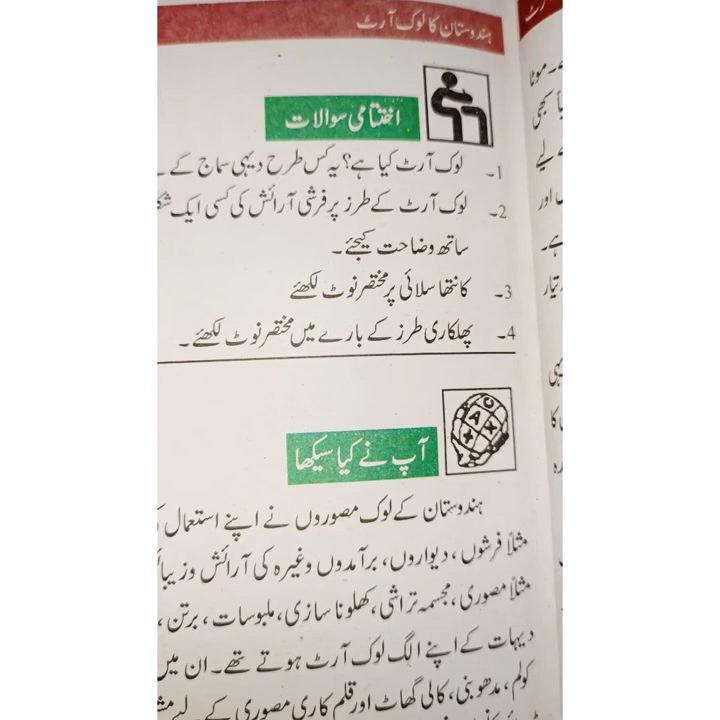 ہندوستان کا لوک آرٹ
اختتامی سوالات
1۔ لوک آرٹ کیا ہے؟ یہ کس طرح دیہی سماج کے
2۔ لوک آرٹ کے طرز پر فرشی آرائش کی کسی ایک
ساتھ وضاحت کیجئے۔
3۔ کانتھا سلائی پر مختصر نوٹ لکھئے
4۔ پھلکاری طرز کے بارے میں مختصر نوٹ لکھئے۔
آپ نے کیا سیکھا
ہندوستان کے لوک مصوروں نے اپنے استعمال
مثلاً فرشوں، دیواروں، برآمدوں وغیرہ کی آرائش و
مثلاً مصوری، مجسمہ تراشی، کھلونا سازی، ملبوسات، برتن،
دیہات کے اپنے الگ لوک آرٹ ہوتے تھے۔ ان میں
کولم، مدھوبنی، کالی گھاٹ اور قلم کاری مصوری کے لیے